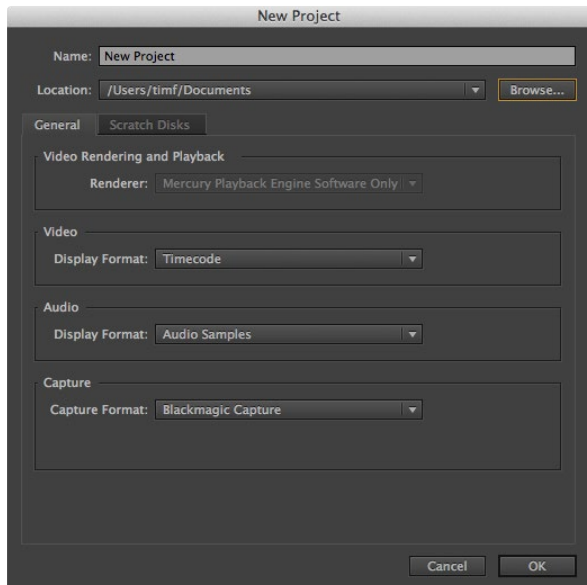 New Project
Name: New Project
Location: /Users/timf/Documents Browse...
General Scratch Disks
Video Rendering and Playback
Renderer: Mercury Playback Engine Software Only
Video
Display Format: Timecode
Audio
Display Format: Audio Samples
Capture
Capture Format: Blackmagic Capture
Cancel OK